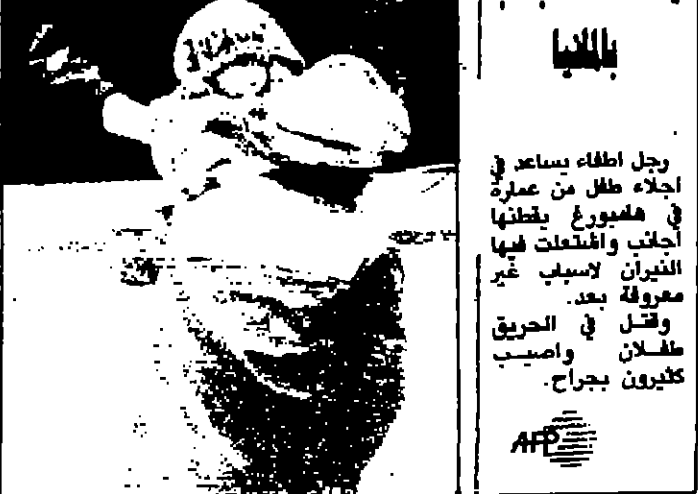 بالمانيا
رجل اطفاء يساعد في
اجلاء طفل من عمارة
في هامبورغ يقطنها
أجانب واشتعلت فيها
النيران لاسباب غير
معروفة بعد.
وقتل في الحريق
طفلان واصيب
كثيرون بجراح.
AFP